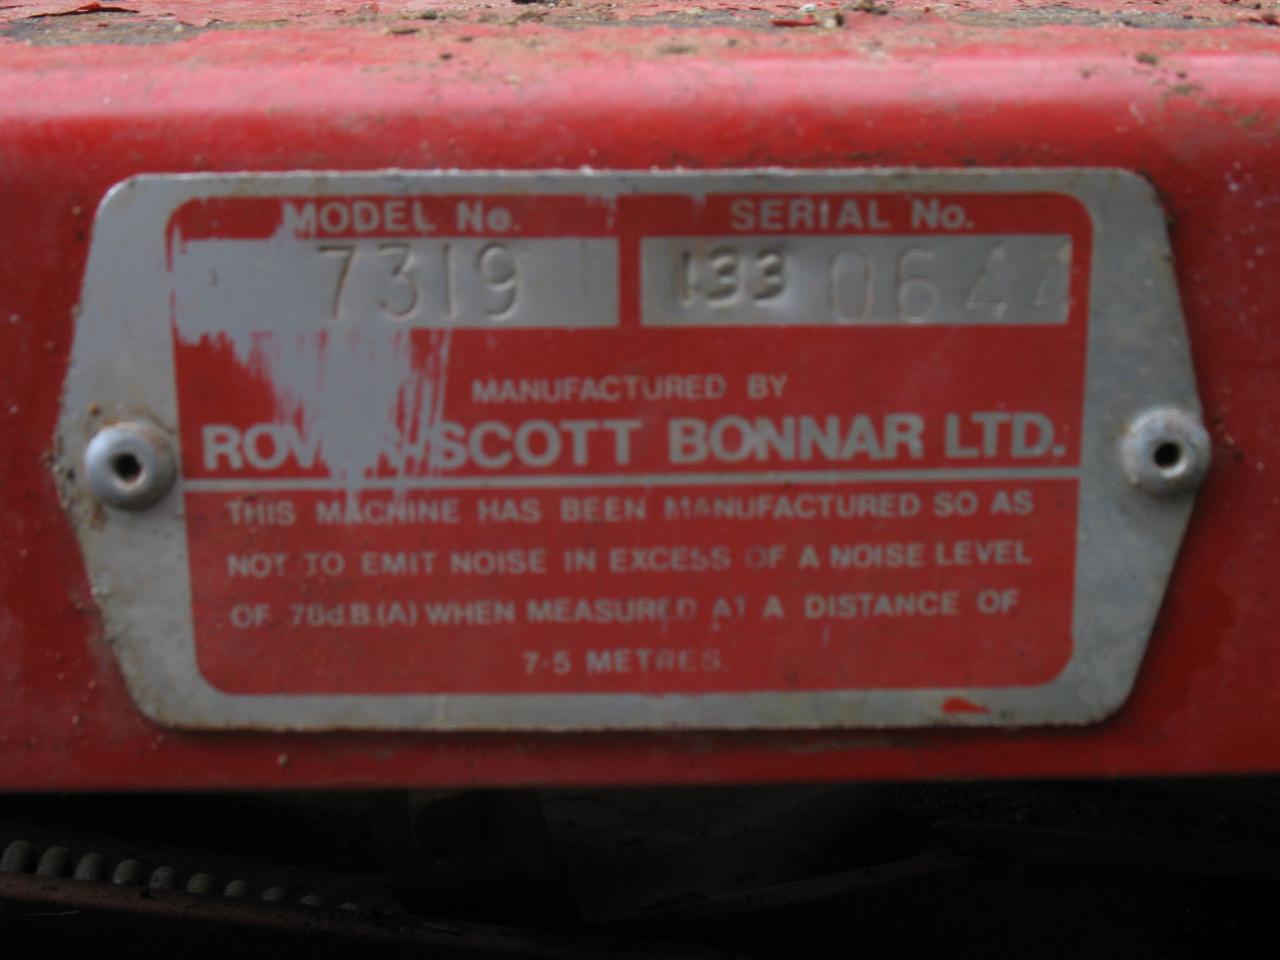 MODEL No. SERIAL No.
7319 133 0644
MANUFACTURED BY
SCOTT BONNAR LTD.
THIS MACHINE HAS BEEN MANUFACTURED SO AS
NOT TO EMIT NOISE IN EXCESS OF A NOISE LEVEL
OF WHEN MEASURED AT A DISTANCE OF
7·5 METRES.